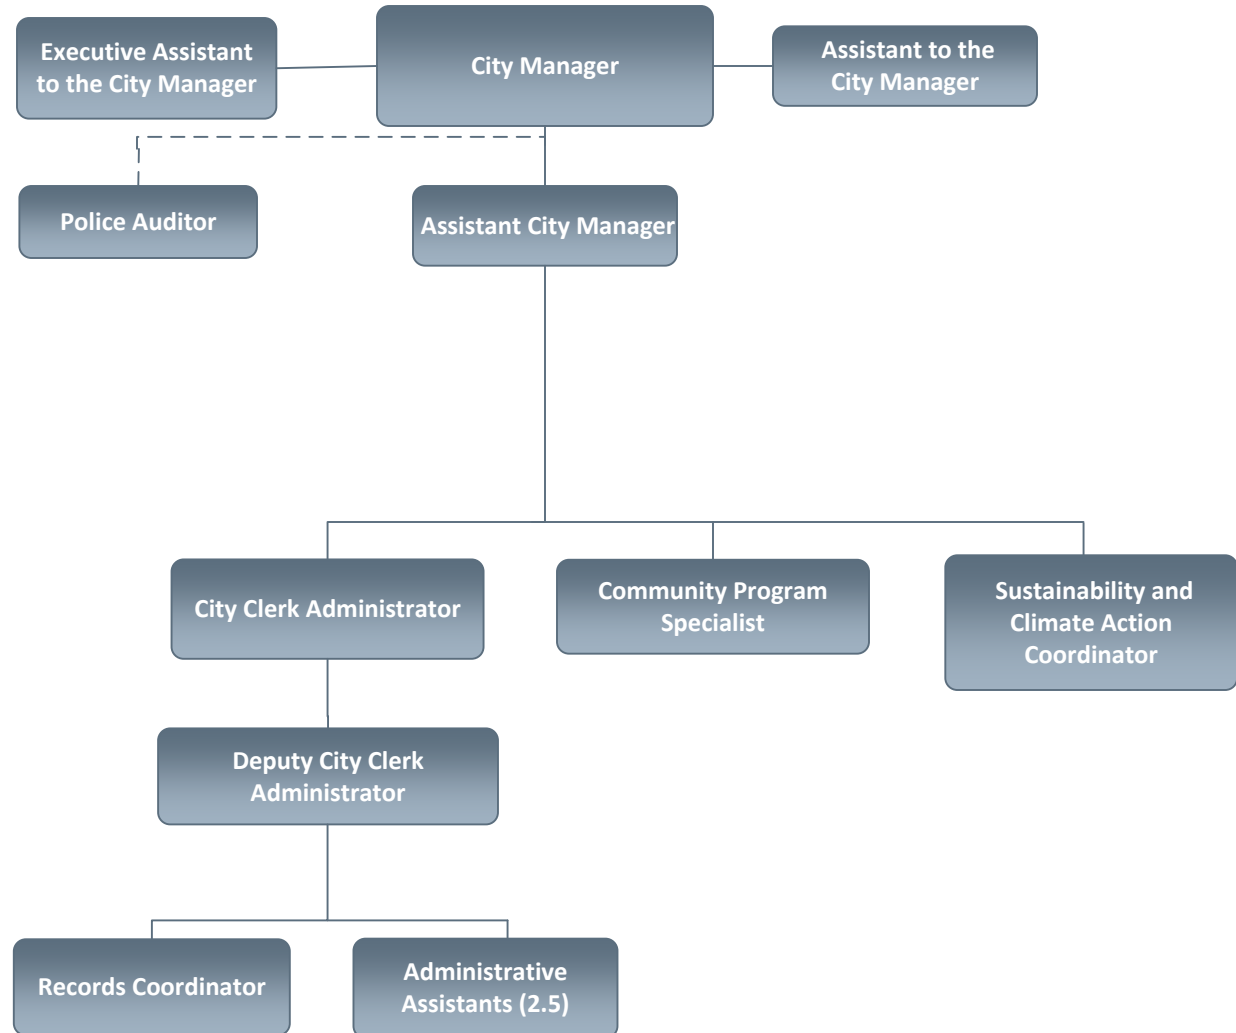 Executive Assistant
to the City Manager
City Manager
Assistant to the
City Manager
Police Auditor
Assistant City Manager
City Clerk Administrator
Community Program
Specialist
Sustainability and
Climate Action
Coordinator
Deputy City Clerk
Administrator
Records Coordinator
Administrative
Assistants (2.5)